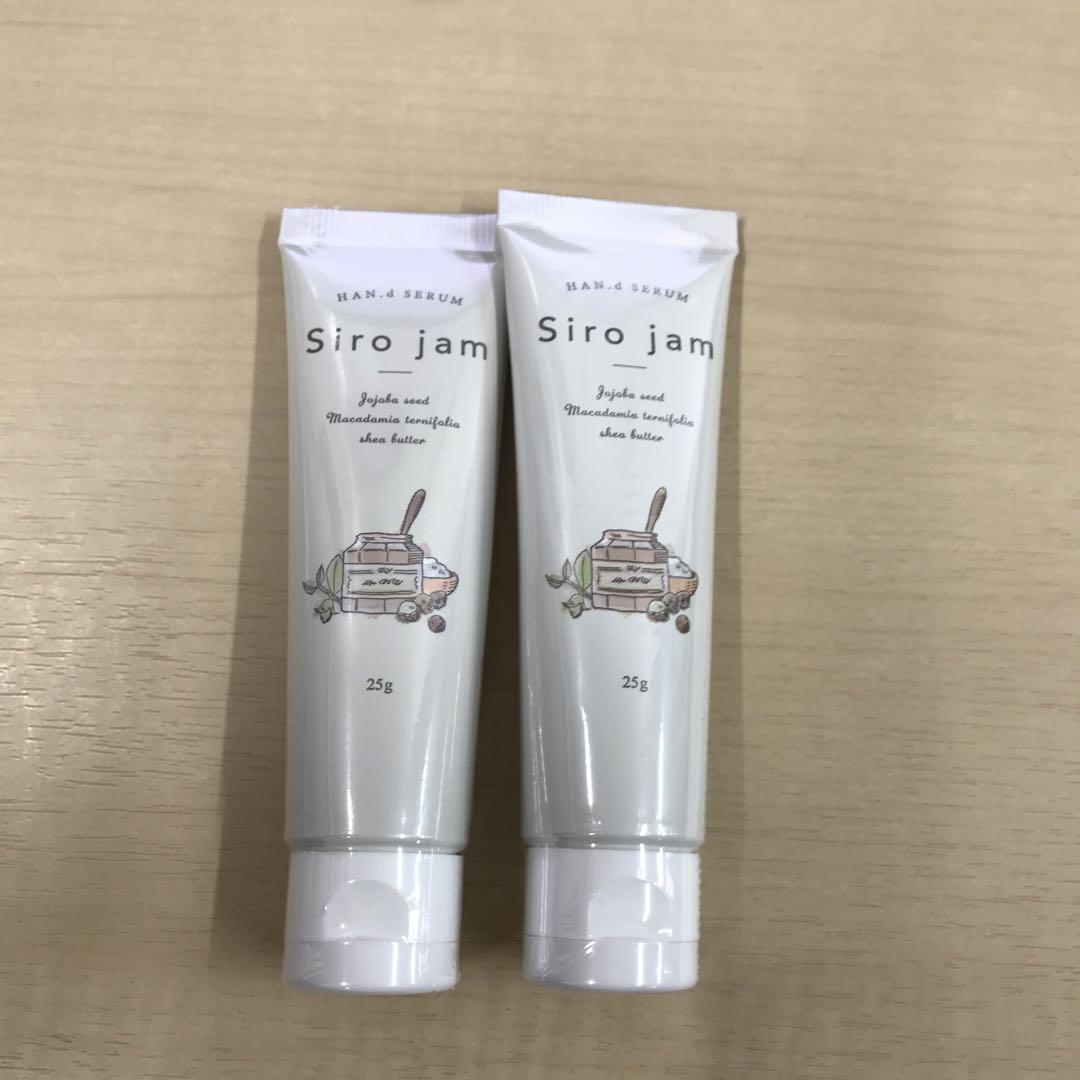 HAN.d SERUM
Siro jam
Jojoba seed
Macadamia ternifolia
shea butter
25g
HAN.d SERUM
Siro jam
Jojoba seed
Macadamia ternifolia
shea butter
25g